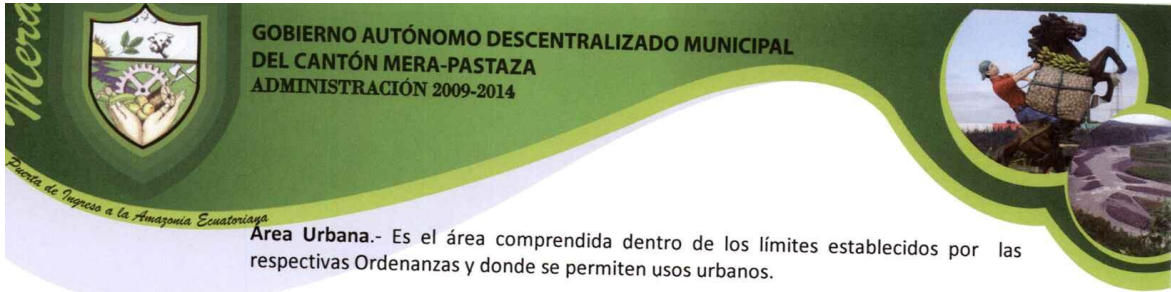 Mera
GOBIERNO AUTÓNOMO DESCENTRALIZADO MUNICIPAL
DEL CANTÓN MERA-PASTAZA
ADMINISTRACIÓN 2009-2014
Puerta de Ingreso a la Amazonia Ecuatoriana
Área Urbana.- Es el área comprendida dentro de los límites establecidos por las
respectivas Ordenanzas y donde se permiten usos urbanos.